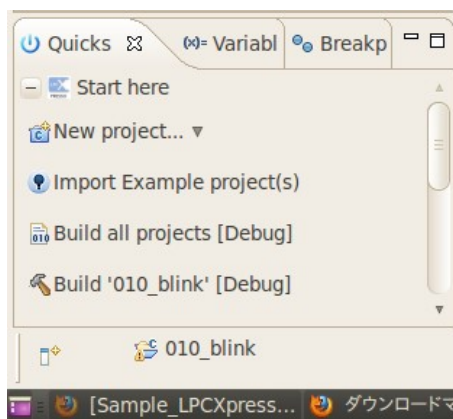 Quicks
(x)= Variabl
Breakp
Start here
New project...
Import Example project(s)
Build all projects [Debug]
Build '010_blink' [Debug]
010_blink
[Sample_LPCXpress...
ダウンロードマ